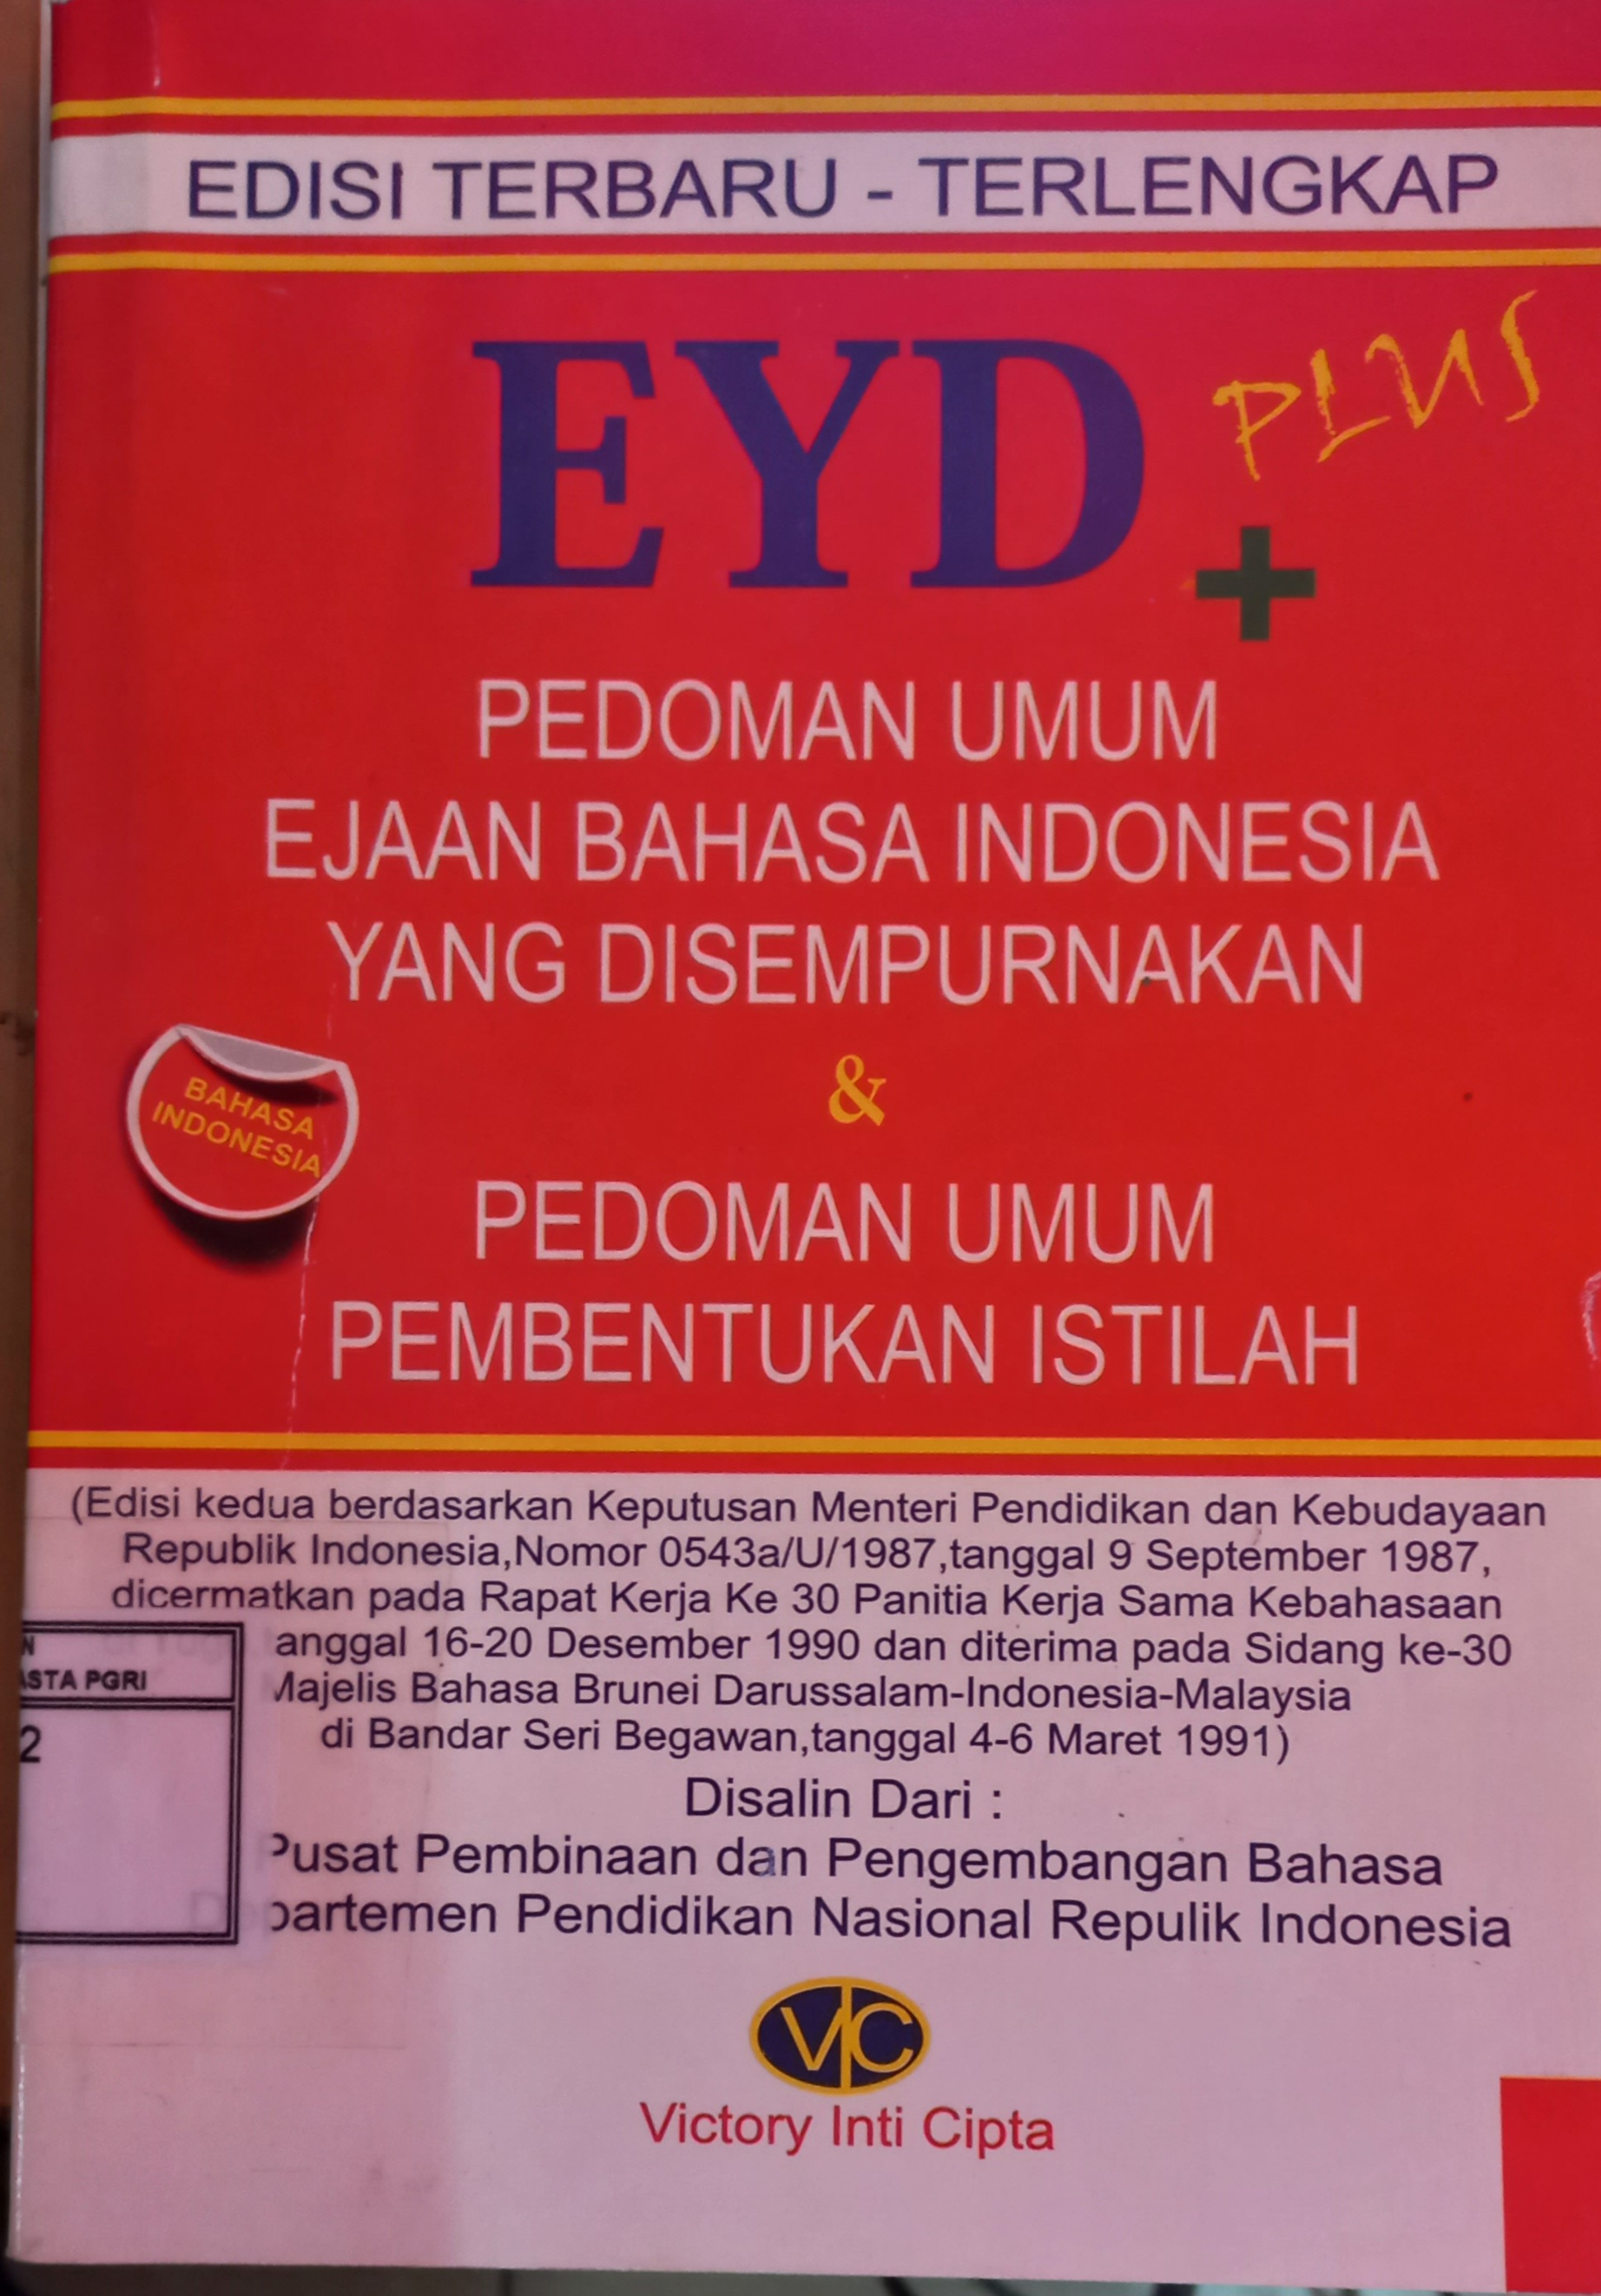 EDISI TERBARU - TERLENGKAP
EYD PLUS
+
PEDOMAN UMUM
EJAAN BAHASA INDONESIA
YANG DISEMPURNAKAN
&
BAHASA
INDONESIA
PEDOMAN UMUM
PEMBENTUKAN ISTILAH
(Edisi kedua berdasarkan Keputusan Menteri Pendidikan dan Kebudayaan
Republik Indonesia,Nomor 0543a/U/1987,tanggal 9 September 1987,
dicermatkan pada Rapat Kerja Ke 30 Panitia Kerja Sama Kebahasaan
anggal 16-20 Desember 1990 dan diterima pada Sidang ke-30
Majelis Bahasa Brunei Darussalam-Indonesia-Malaysia
di Bandar Seri Begawan,tanggal 4-6 Maret 1991)
N
ASTA PGRI
2
Disalin Dari :
Pusat Pembinaan dan Pengembangan Bahasa
partemen Pendidikan Nasional Repulik Indonesia
VIC
Victory Inti Cipta